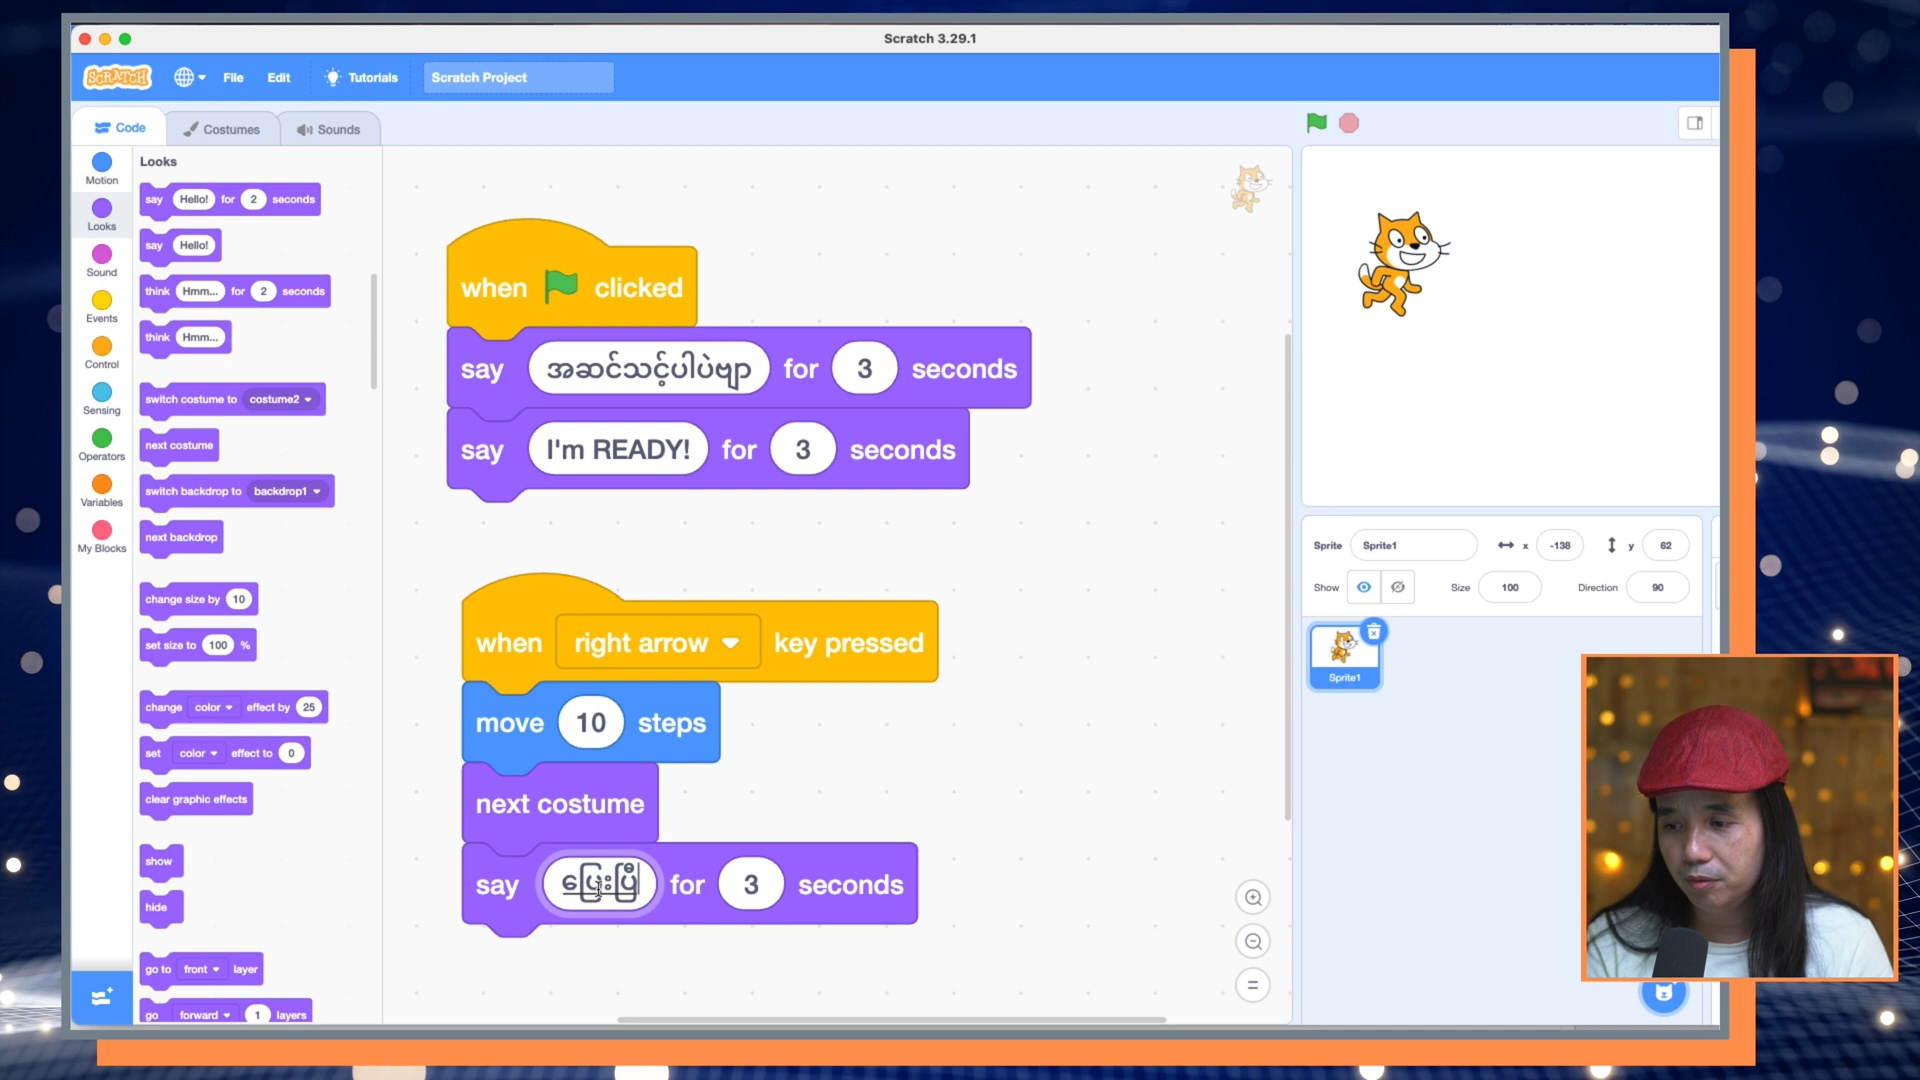 Scratch 3.29.1
SCRATCH File Edit Tutorials Scratch Project
Code Costumes Sounds
Motion
Looks
Sound
Events
Control
Sensing
Operators
Variables
My Blocks
Looks
say Hello! for 2 seconds
say Hello!
think Hmm... for 2 seconds
think Hmm...
switch costume to costume2
next costume
switch backdrop to backdrop1
next backdrop
change size by 10
set size to 100 %
change color effect by 25
set color effect to 0
clear graphic effects
show
hide
go to front layer
go forward 1 layers
when clicked
say အဆင်သင့်ပါပဲဗျာ for 3 seconds
say I'm READY! for 3 seconds
when right arrow key pressed
move 10 steps
next costume
say ပြေးပြီ for 3 seconds
Sprite Sprite1 x -138 y 62
Show Size 100 Direction 90
Sprite1